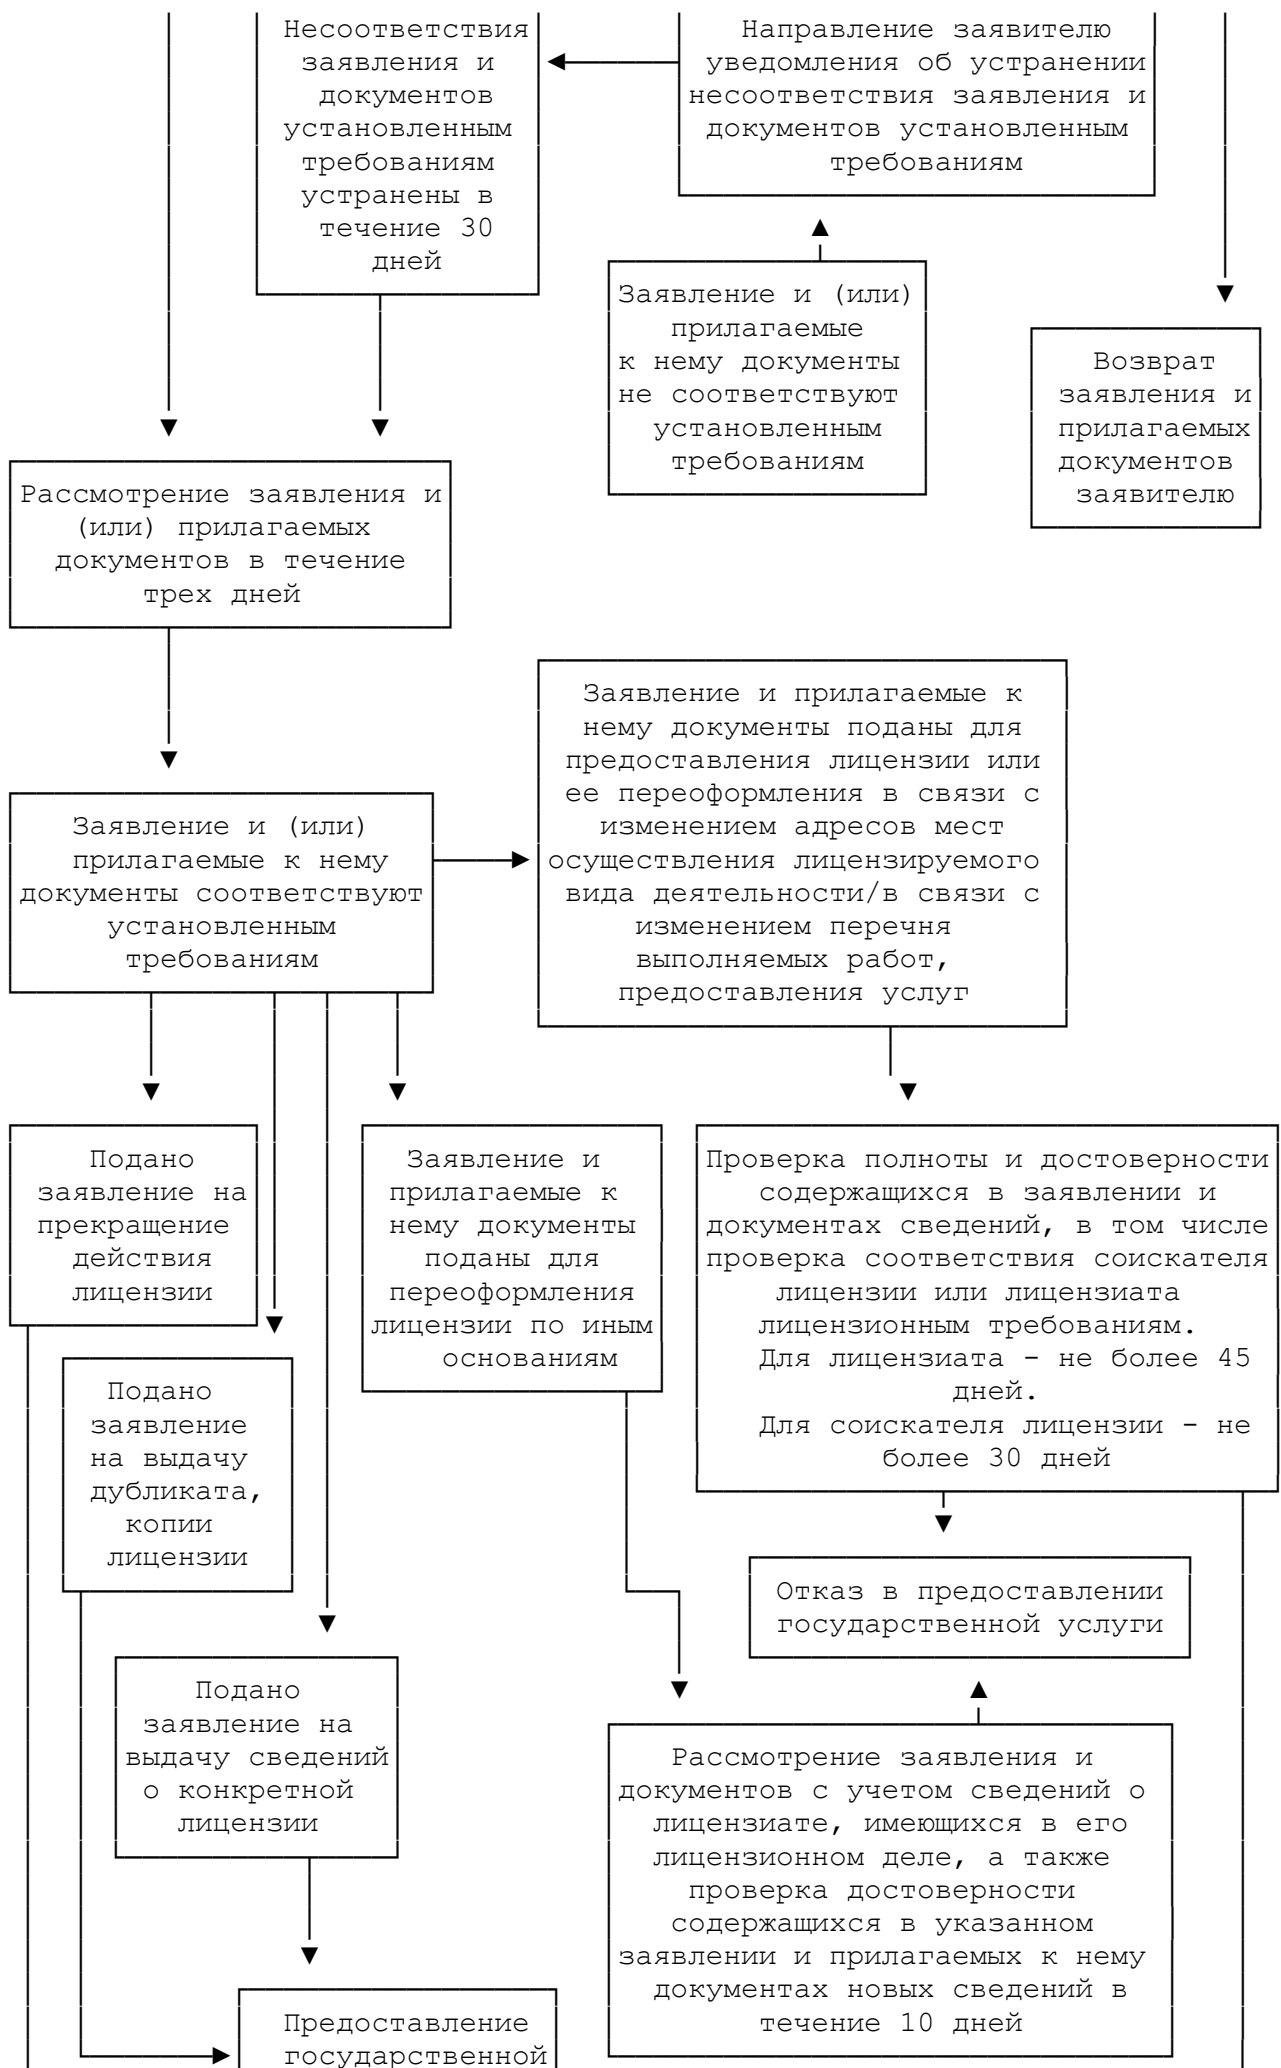 Несоответствия
заявления и
документов
установленным
требованиям
устранены в
течение 30
дней
Направление заявителю
уведомления об устранении
несоответствия заявления и
документов установленным
требованиям
Заявление и (или)
прилагаемые
к нему документы
не соответствуют
установленным
требованиям
Возврат
заявления и
прилагаемых
документов
заявителю
Рассмотрение заявления и
(или) прилагаемых
документов в течение
трех дней
Заявление и прилагаемые к
нему документы поданы для
предоставления лицензии или
ее переоформления в связи с
изменением адресов мест
осуществления лицензируемого
вида деятельности/в связи с
изменением перечня
выполняемых работ,
предоставления услуг
Заявление и (или)
прилагаемые к нему
документы соответствуют
установленным
требованиям
Подано
заявление на
прекращение
действия
лицензии
Заявление и
прилагаемые к
нему документы
поданы для
переоформления
лицензии по иным
основаниям
Проверка полноты и достоверности
содержащихся в заявлении и
документах сведений, в том числе
проверка соответствия соискателя
лицензии или лицензиата
лицензионным требованиям.
Для лицензиата - не более 45
дней.
Для соискателя лицензии - не
более 30 дней
Подано
заявление
на выдачу
дубликата,
копии
лицензии
Отказ в предоставлении
государственной услуги
Подано
заявление на
выдачу сведений
о конкретной
лицензии
Рассмотрение заявления и
документов с учетом сведений о
лицензиате, имеющихся в его
лицензионном деле, а также
проверка достоверности
содержащихся в указанном
заявлении и прилагаемых к нему
документах новых сведений в
течение 10 дней
Предоставление
государственной